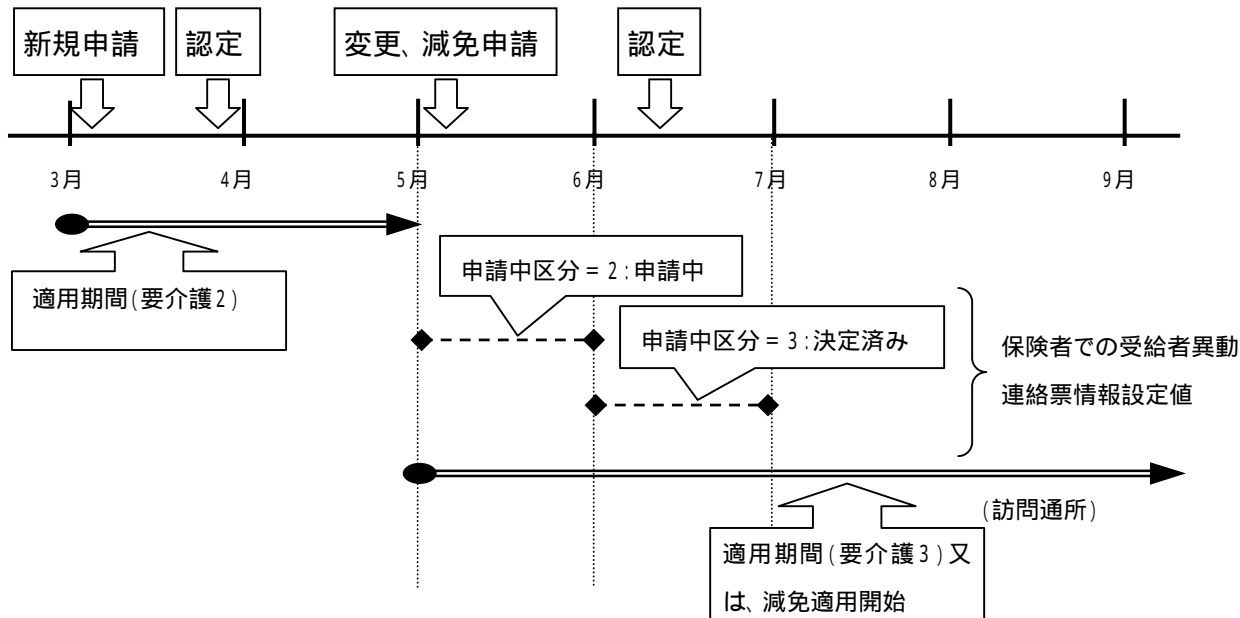 新規申請
認定
変更、減免申請
認定
3月
4月
5月
6月
7月
8月
9月
適用期間(要介護2)
申請中区分=2:申請中
申請中区分=3:決定済み
保険者での受給者異動
連絡票情報設定値
(訪問通所)
適用期間(要介護3)又
は、減免適用開始